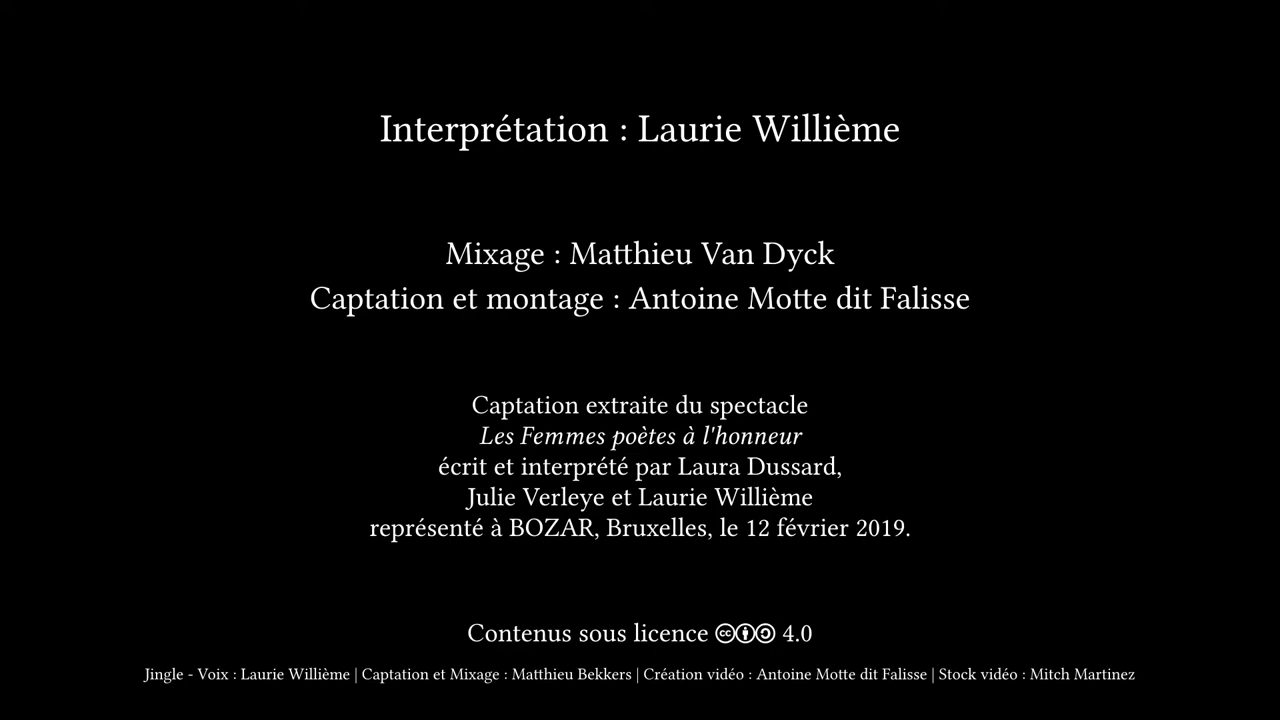 Interprétation : Laurie Willième
Mixage : Matthieu Van Dyck
Captation et montage : Antoine Motte dit Falisse
Captation extraite du spectacle
Les Femmes poètes à l'honneur
écrit et interprété par Laura Dussard,
Julie Verleye et Laurie Willième
représenté à BOZAR, Bruxelles, le 12 février 2019.
Contenus sous licence 🅭🅯🄎 4.0
Jingle - Voix : Laurie Willième | Captation et Mixage : Matthieu Bekkers | Création vidéo : Antoine Motte dit Falisse | Stock vidéo : Mitch Martinez